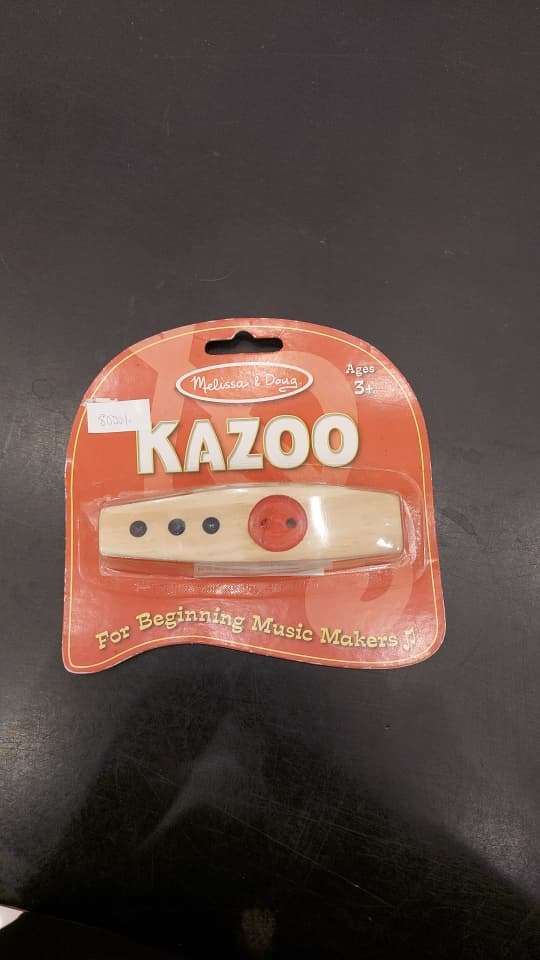 Melissa & Doug
Ages
3+
KAZOO
For Beginning Music Makers